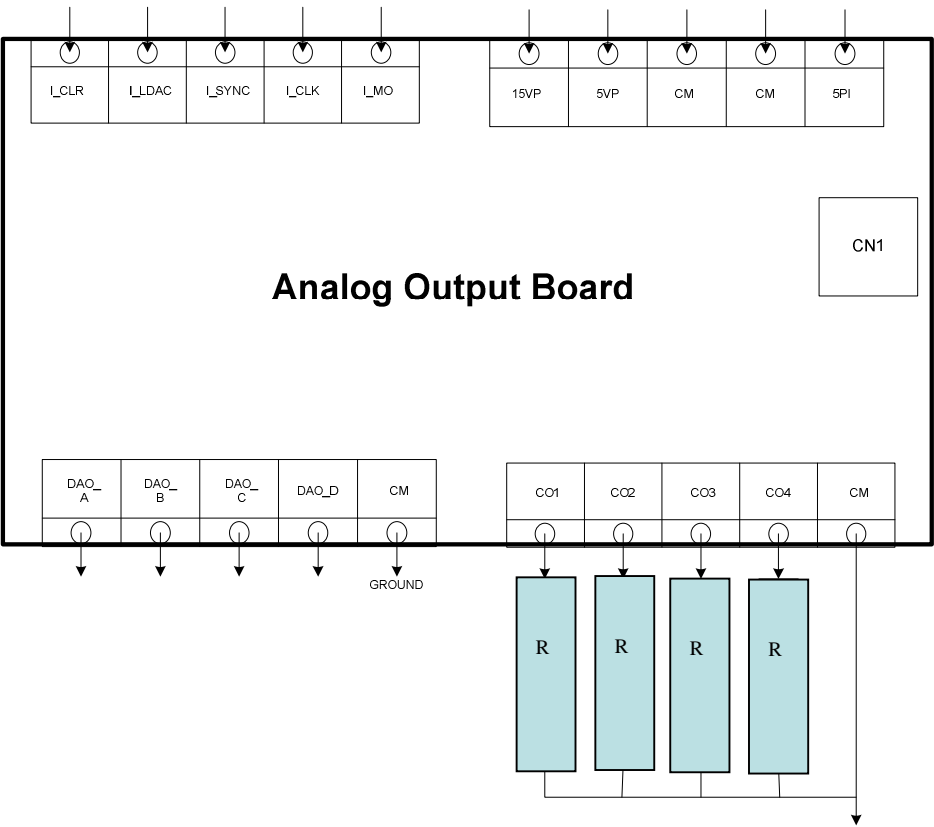 I_CLR I_LDAC I_SYNC I_CLK I_MO
15VP 5VP CM CM 5PI
CN1
Analog Output Board
DAO_
A
DAO_
B
DAO_
C
DAO_D
CM
CO1 CO2 CO3 CO4 CM
GROUND
R R R R